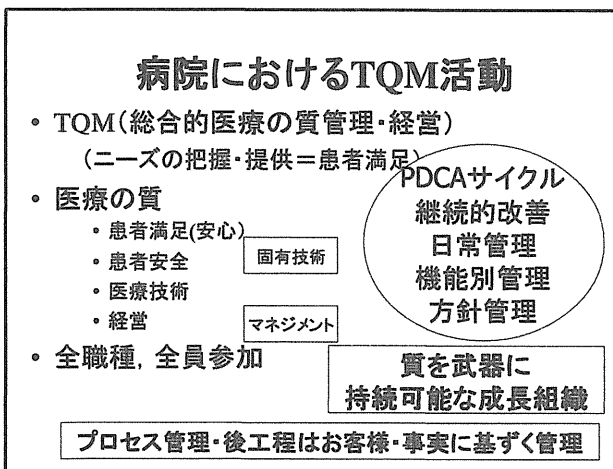 病院におけるTQM活動
・TQM(総合的医療の質管理・経営)
(ニーズの把握・提供=患者満足)
・医療の質
・患者満足(安心)
・患者安全
・医療技術
・経営
固有技術
マネジメント
PDCAサイクル
継続的改善
日常管理
機能別管理
方針管理
・全職種,全員参加
質を武器に
持続可能な成長組織
プロセス管理・後工程はお客様・事実に基ずく管理